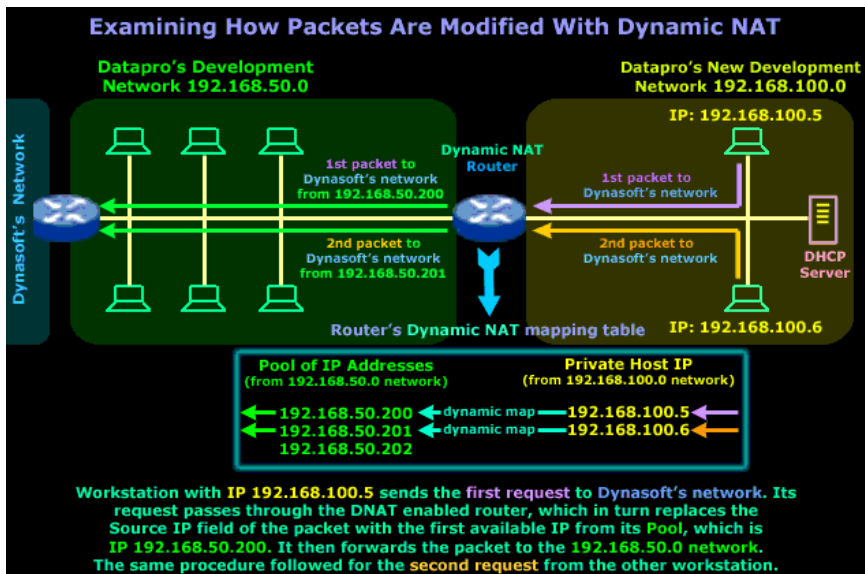 Examining How Packets Are Modified With Dynamic NAT
Datapro's Development
Network 192.168.50.0
Datapro's New Development
Network 192.168.100.0
IP: 192.168.100.5
Dynasoft's Network
1st packet to
Dynasoft's network
from 192.168.50.200
Dynamic NAT
Router
1st packet to
Dynasoft's network
2nd packet to
Dynasoft's network
from 192.168.50.201
2nd packet to
Dynasoft's network
DHCP
Server
IP: 192.168.100.6
Router's Dynamic NAT mapping table
Pool of IP Addresses
(from 192.168.50.0 network)
Private Host IP
(from 192.168.100.0 network)
192.168.50.200 dynamic map 192.168.100.5
192.168.50.201 dynamic map 192.168.100.6
192.168.50.202
Workstation with IP 192.168.100.5 sends the first request to Dynasoft's network. Its
request passes through the DNAT enabled router, which in turn replaces the
Source IP field of the packet with the first available IP from its Pool, which is
IP 192.168.50.200. It then forwards the packet to the 192.168.50.0 network.
The same procedure followed for the second request from the other workstation.